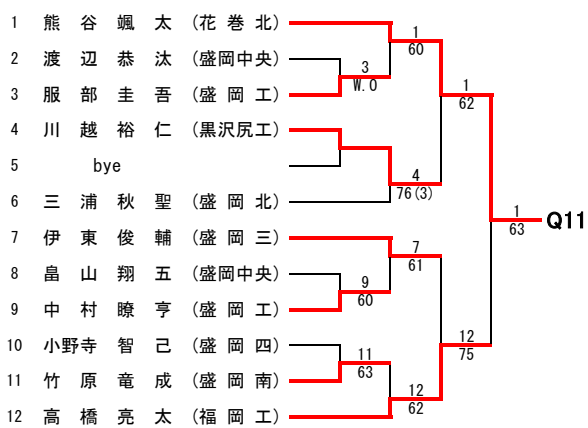 1 熊谷颯太 (花巻北)
2 渡辺恭汰 (盛岡中央)
3 服部圭吾 (盛岡工)
4 川越裕仁 (黒沢尻工)
5 bye
6 三浦秋聖 (盛岡北)
7 伊東俊輔 (盛岡三)
8 畠山翔五 (盛岡中央)
9 中村瞭亨 (盛岡工)
10 小野寺智己 (盛岡四)
11 竹原竜成 (盛岡南)
12 高橋亮太 (福岡工)
3
W.O
9
60
11
63
1
60
4
76(3)
7
61
12
62
1
62
12
75
1
63
Q11